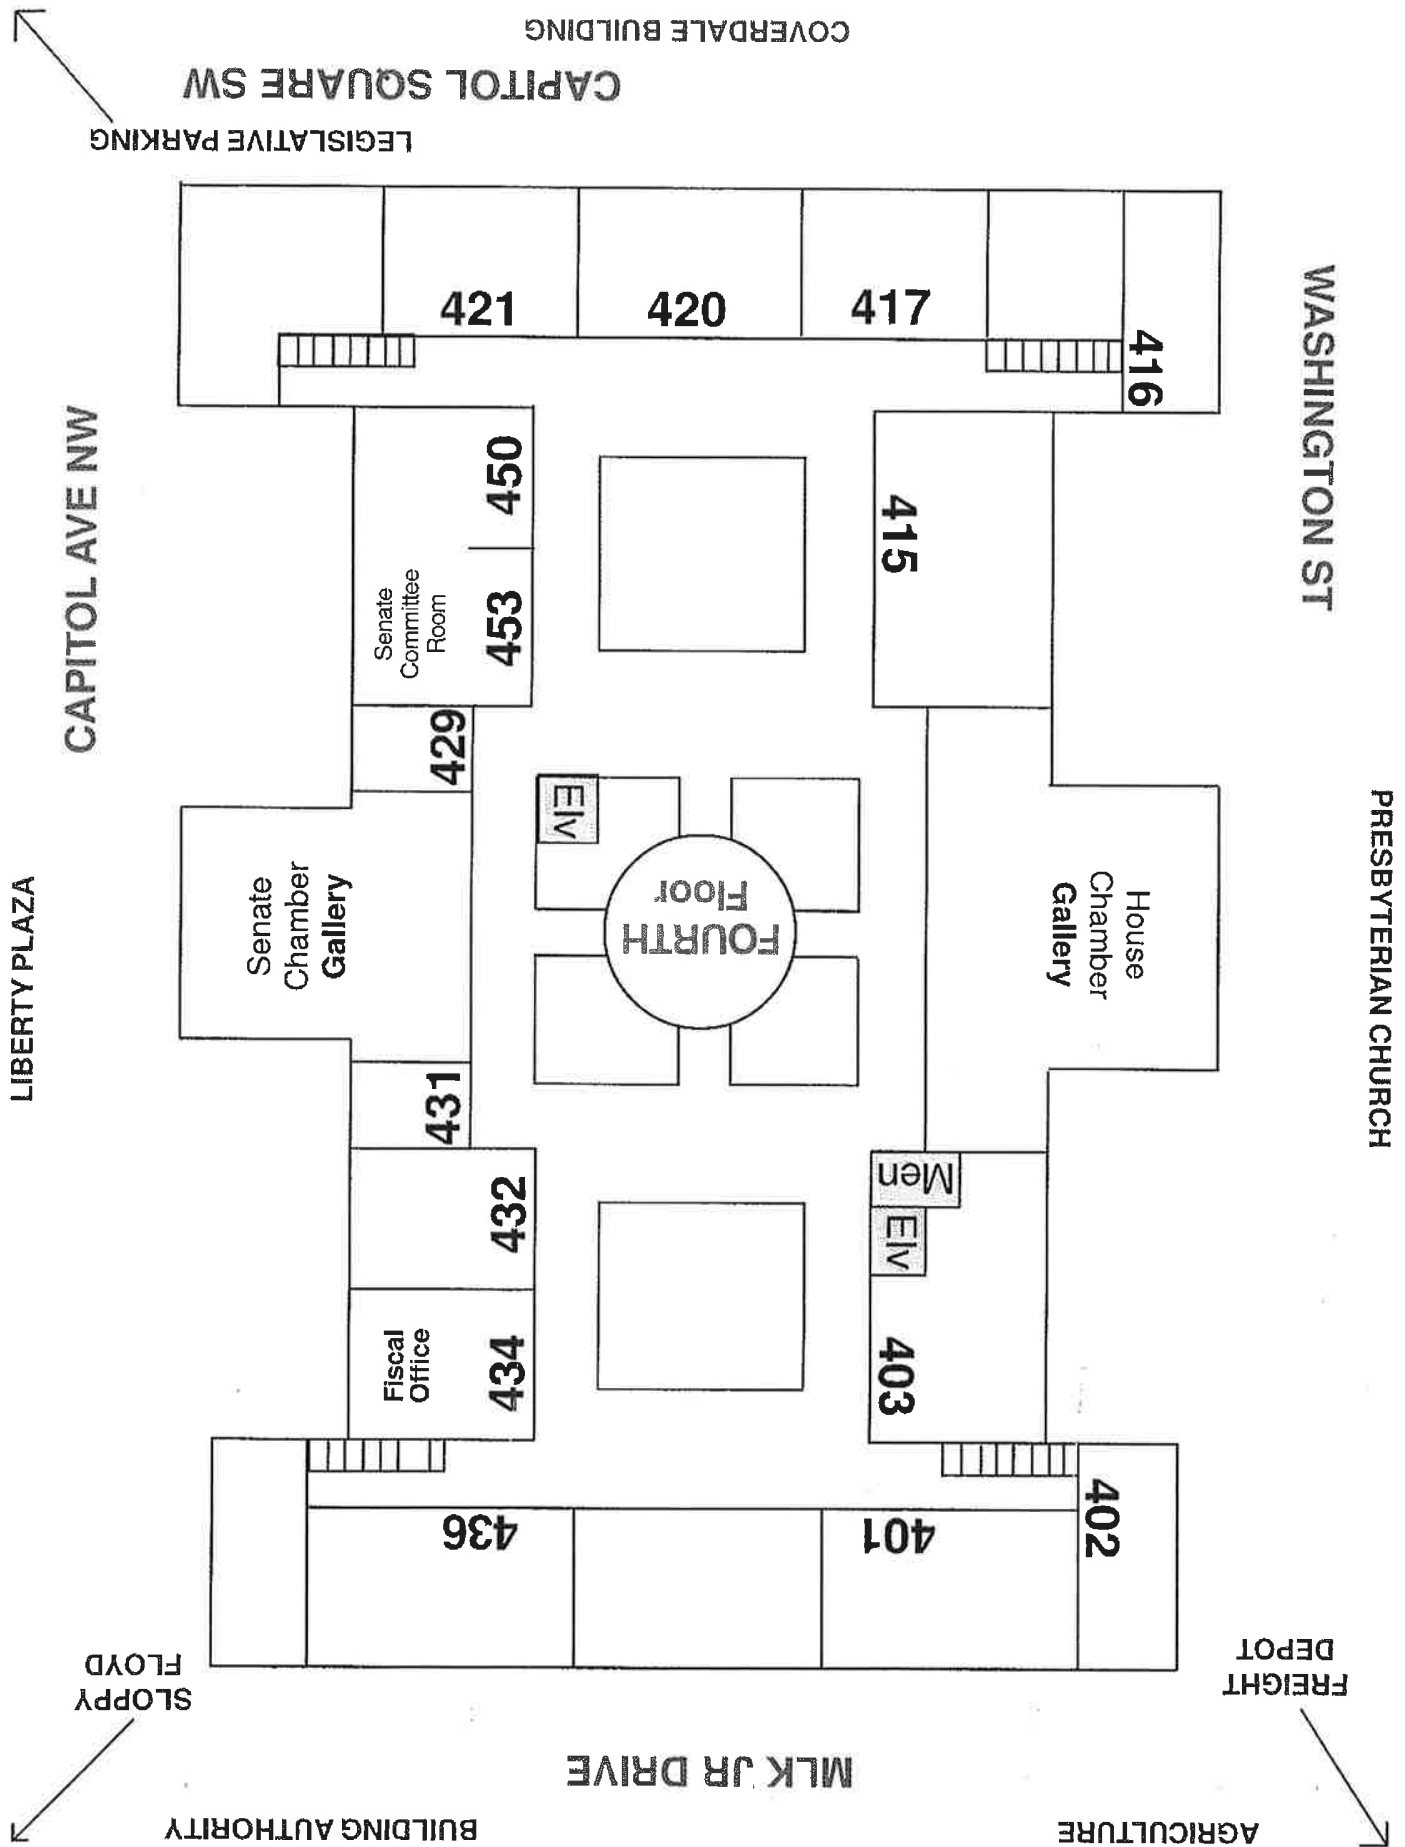 COVERDALE BUILDING
CAPITOL SQUARE SW
LEGISLATIVE PARKING
421
420
417
416
WASHINGTON ST
CAPITOL AVE NW
450
415
Senate
Committee
Room
453
429
Elv
LIBERTY PLAZA
Senate
Chamber
Gallery
FOURTH
Floor
House
Chamber
Gallery
PRESBYTERIAN CHURCH
431
Men
432
Elv
Fiscal
Office
434
403
436
401
402
SLOPPY
FLOYD
FREIGHT
DEPOT
MLK JR DRIVE
BUILDING AUTHORITY
AGRICULTURE